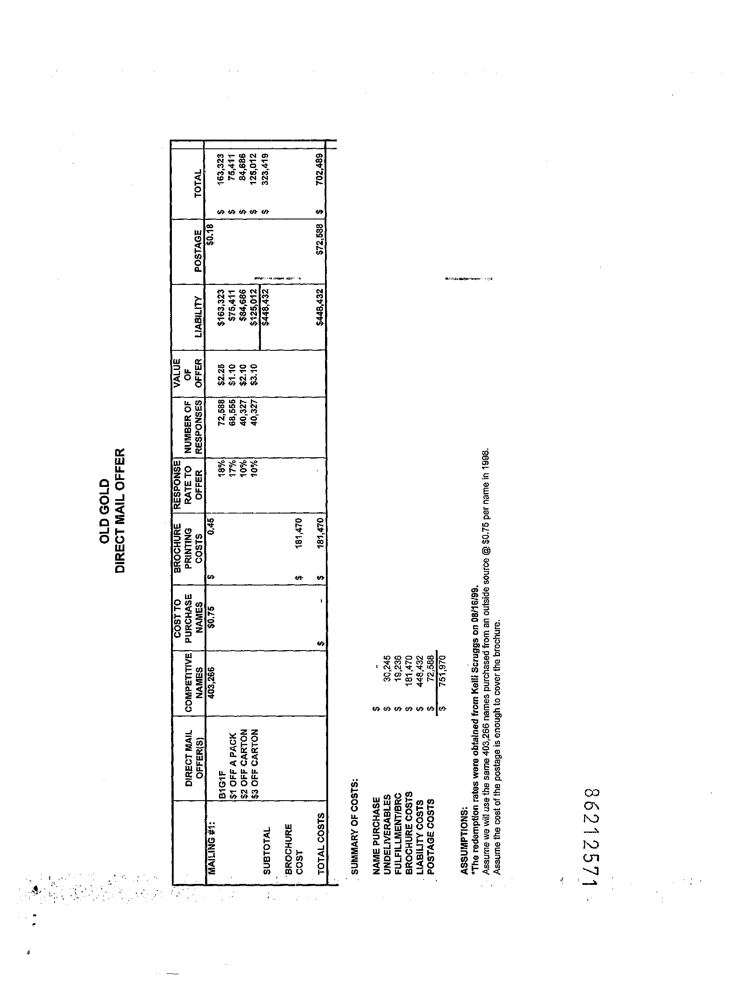 OLD GOLD
DIRECT MAIL OFFER
DIRECT MAIL OFFER(S) COMPETITIVE NAMES COST TO PURCHASE NAMES BROCHURE PRINTING COSTS RESPONSE RATE TO OFFER NUMBER OF RESPONSES VALUE OF OFFER LIABILITY POSTAGE TOTAL
MAILING #1: 403,266 $0.75 $ 0.45 $0.18
B1G1F 18% 72,588 $2.25 $163,323 $ 163,323
$1 OFF A PACK 17% 68,555 $1.10 $75,411 $ 75,411
$2 OFF CARTON 10% 40,327 $2.10 $84,686 $ 84,686
$3 OFF CARTON 10% 40,327 $3.10 $125,012 $ 125,012
SUBTOTAL $448,432 $ 323,419
BROCHURE COST $ 181,470
TOTAL COSTS $ - $ 181,470 $448,432 $72,588 $ 702,489
SUMMARY OF COSTS:
NAME PURCHASE $ -
UNDELIVERABLES $ 30,245
FULFILLMENT/BRC $ 19,236
BROCHURE COSTS $ 181,470
LIABILITY COSTS $ 448,432
POSTAGE COSTS $ 72,588
$ 751,970
ASSUMPTIONS:
*The redemption rates were obtained from Kelli Scruggs on 08/16/99.
Assume we will use the same 403,266 names purchased from an outside source @ $0.75 per name in 1998.
Assume the cost of the postage is enough to cover the brochure.
86212571